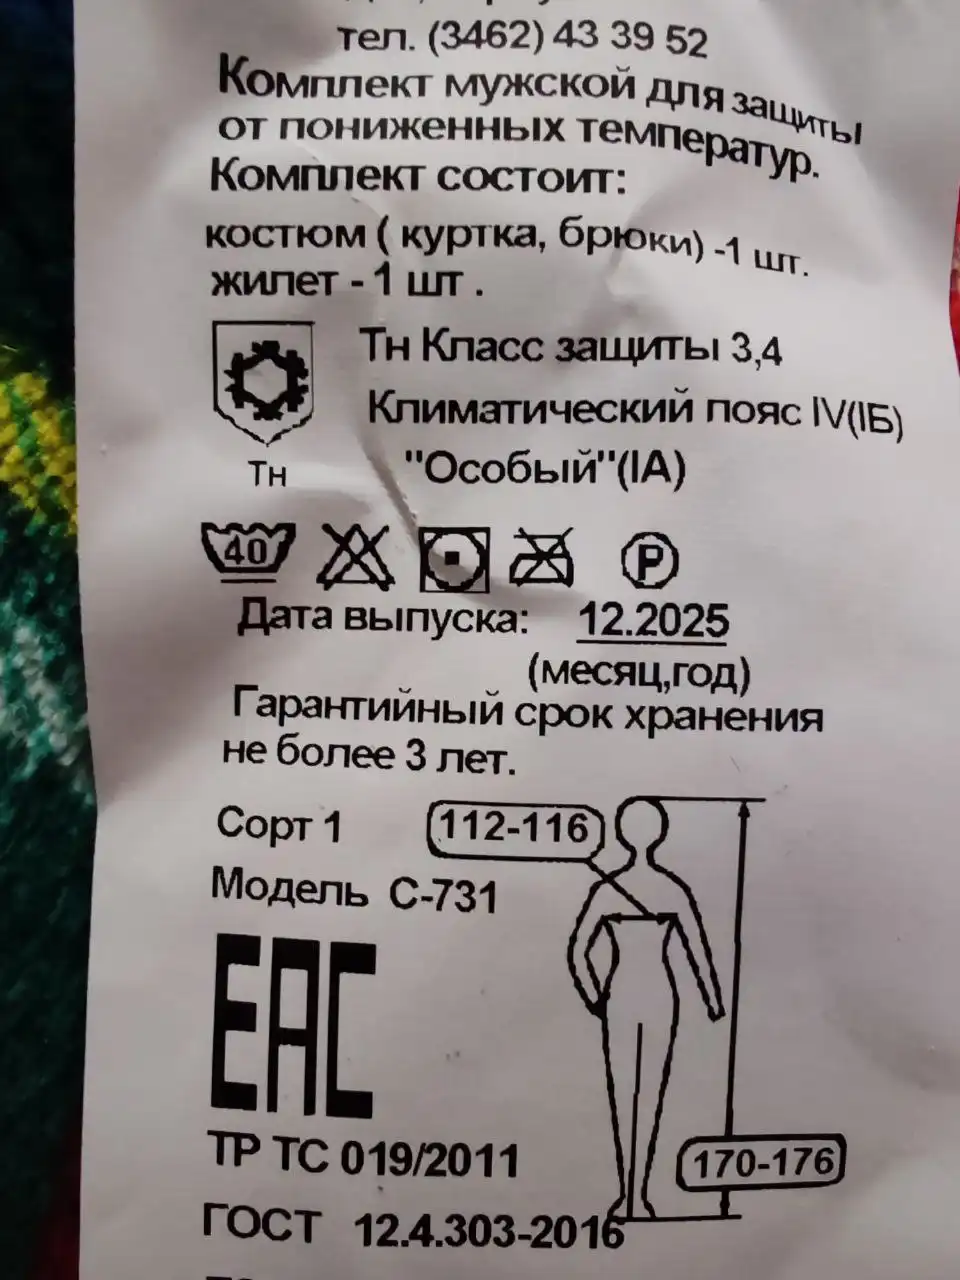 тел. (3462) 43 39 52
Комплект мужской для защиты
от пониженных температур.
Комплект состоит:
костюм ( куртка, брюки) -1 шт.
жилет - 1 шт .
Тн Класс защиты 3,4
Климатический пояс IV(IБ)
Тн "Особый"(IA)
40 P
Дата выпуска: 12.2025
(месяц,год)
Гарантийный срок хранения
не более 3 лет.
Сорт 1 112-116
Модель С-731
EAC
ТР ТС 019/2011
170-176
ГОСТ 12.4.303-2016